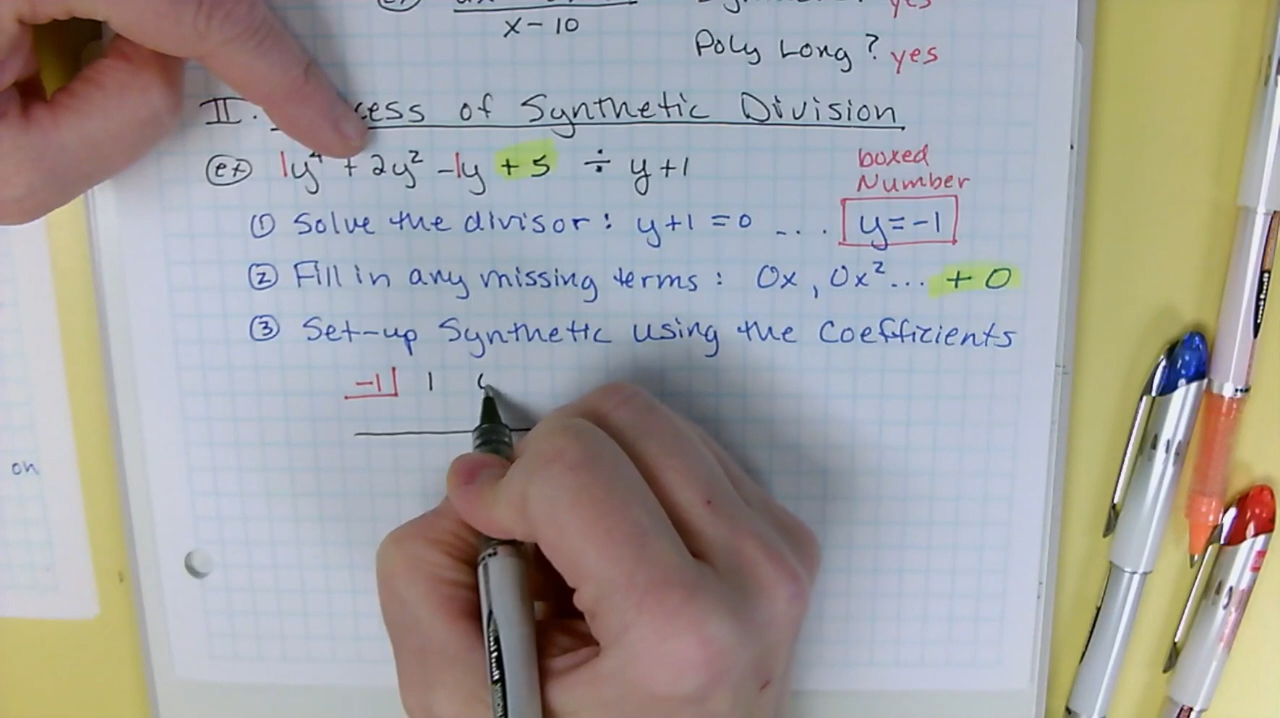 x - 10
yes
Poly Long? yes
II. of Synthetic Division
ex 1y⁴ + 2y² - 1y + 5 ÷ y + 1
boxed
Number
① Solve the divisor: y + 1 = 0 ... y = -1
② Fill in any missing terms: 0x, 0x² ... + 0
③ Set-up Synthetic using the Coefficients
-1 1
on